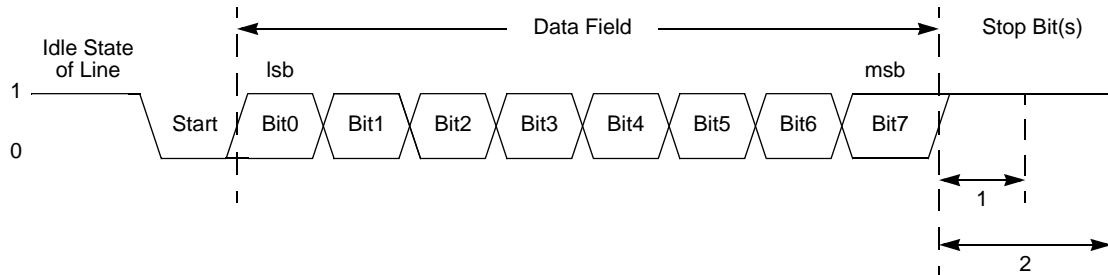 Data Field
Stop Bit(s)
Idle State
of Line
lsb
msb
1
Start
Bit0
Bit1
Bit2
Bit3
Bit4
Bit5
Bit6
Bit7
0
1
2